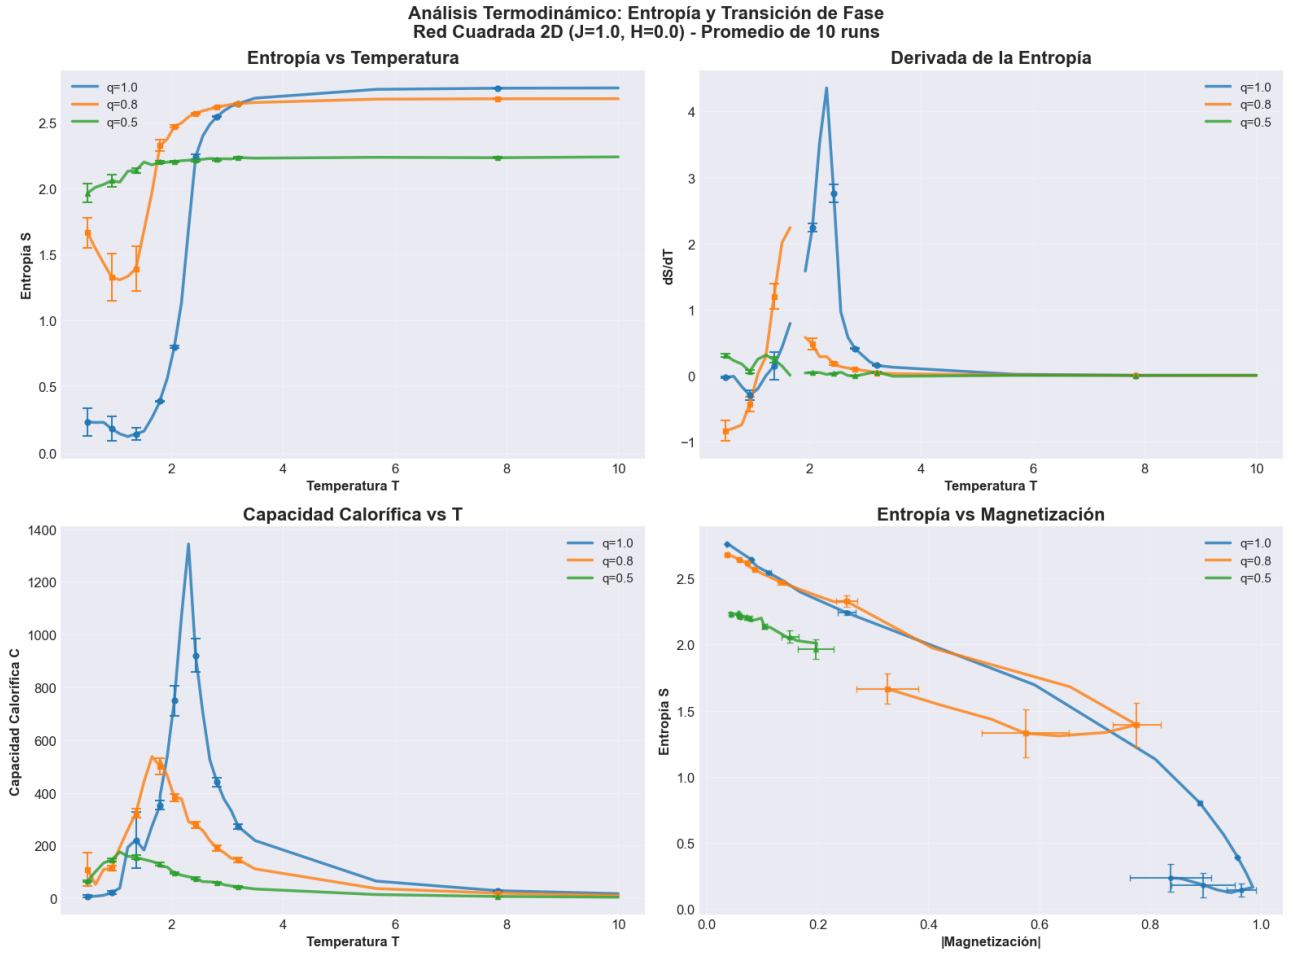 Análisis Termodinámico: Entropía y Transición de Fase
Red Cuadrada 2D (J=1.0, H=0.0) - Promedio de 10 runs
Entropía vs Temperatura
q=1.0
q=0.8
q=0.5
Entropía S
2.5
2.0
1.5
1.0
0.5
0.0
2
4
6
8
10
Temperatura T
Derivada de la Entropía
q=1.0
q=0.8
q=0.5
dS/dT
4
3
2
1
0
−1
2
4
6
8
10
Temperatura T
Capacidad Calorífica vs T
q=1.0
q=0.8
q=0.5
Capacidad Calorífica C
1400
1200
1000
800
600
400
200
0
2
4
6
8
10
Temperatura T
Entropía vs Magnetización
q=1.0
q=0.8
q=0.5
Entropía S
2.5
2.0
1.5
1.0
0.5
0.0
0.0
0.2
0.4
0.6
0.8
1.0
|Magnetización|